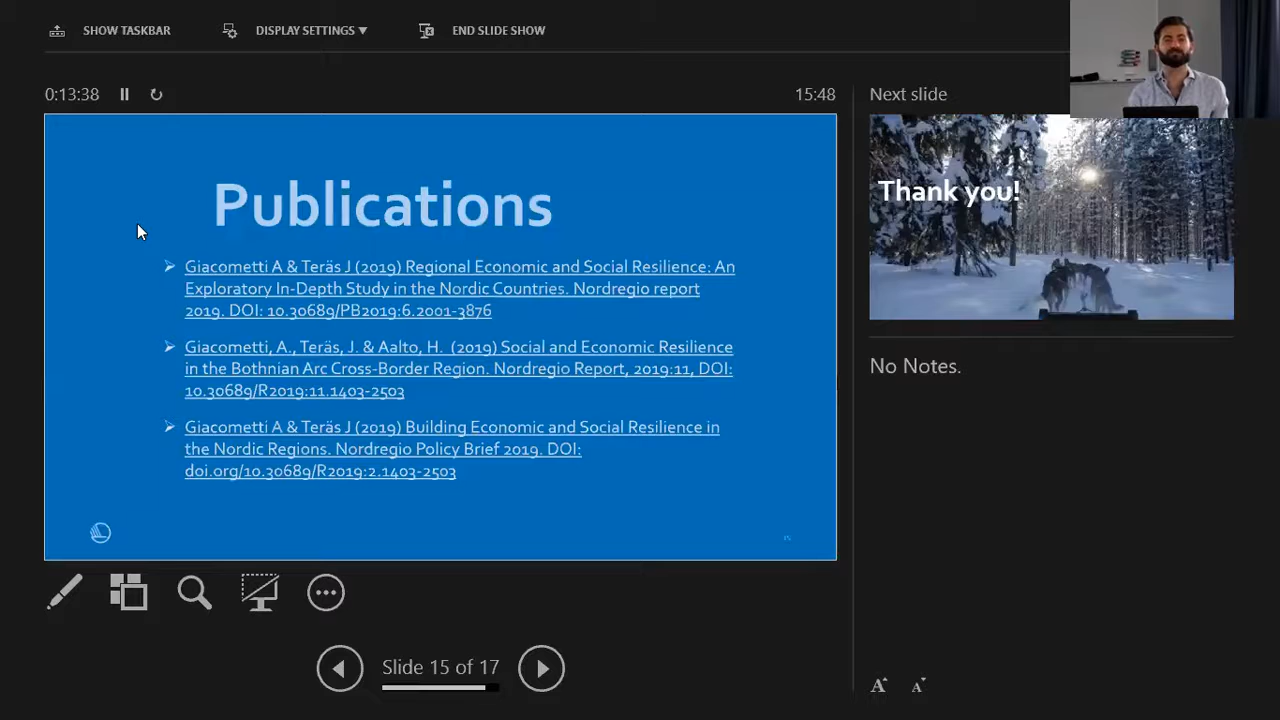 SHOW TASKBAR
DISPLAY SETTINGS ▾
END SLIDE SHOW
0:13:38
15:48
Next slide
Publications
Giacometti A & Teräs J (2019) Regional Economic and Social Resilience: An
Exploratory In-Depth Study in the Nordic Countries. Nordregio report
2019. DOI: 10.30689/PB2019:6.2001-3876
Giacometti, A., Teräs, J. & Aalto, H. (2019) Social and Economic Resilience
in the Bothnian Arc Cross-Border Region. Nordregio Report, 2019:11, DOI:
10.30689/R2019:11.1403-2503
Giacometti A & Teräs J (2019) Building Economic and Social Resilience in
the Nordic Regions. Nordregio Policy Brief 2019. DOI:
doi.org/10.30689/R2019:2.1403-2503
Thank you!
No Notes.
Slide 15 of 17
A A